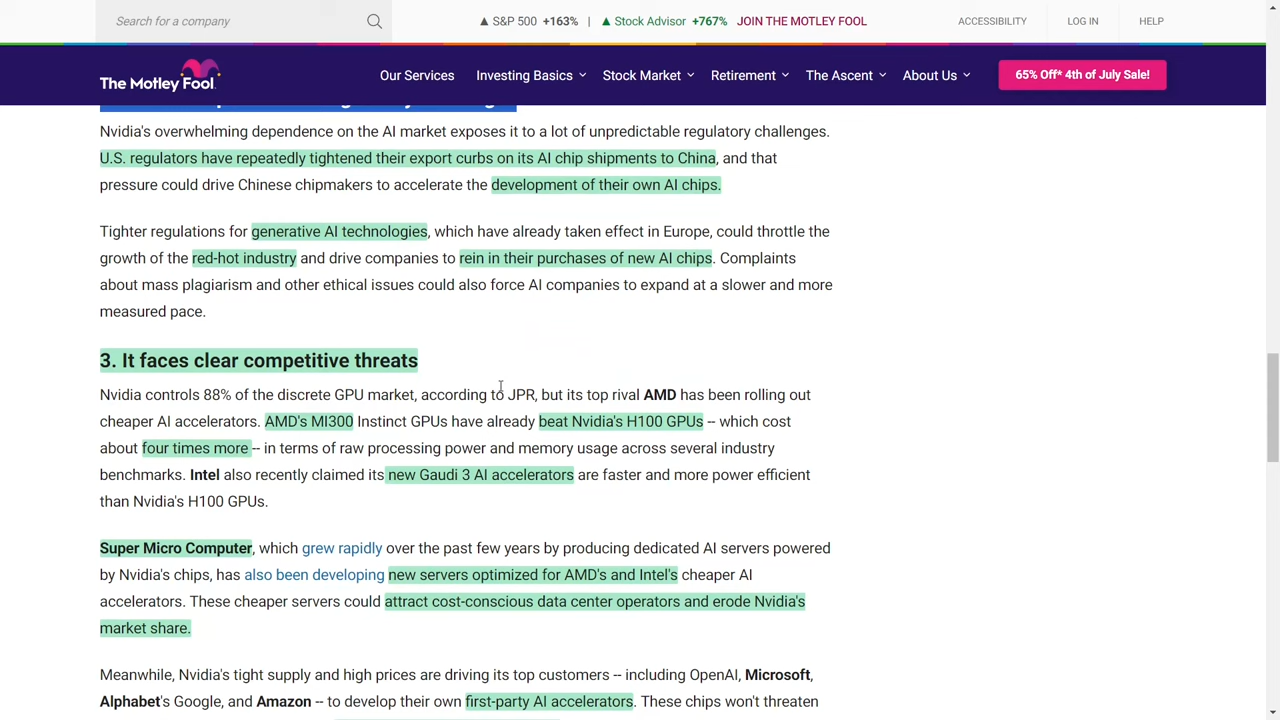 Search for a company
▲ S&P 500 +163% | ▲ Stock Advisor +767% JOIN THE MOTLEY FOOL
ACCESSIBILITY LOG IN HELP
The Motley Fool
Our Services Investing Basics Stock Market Retirement The Ascent About Us 65% Off* 4th of July Sale!
Nvidia's overwhelming dependence on the AI market exposes it to a lot of unpredictable regulatory challenges.
U.S. regulators have repeatedly tightened their export curbs on its AI chip shipments to China, and that
pressure could drive Chinese chipmakers to accelerate the development of their own AI chips.
Tighter regulations for generative AI technologies, which have already taken effect in Europe, could throttle the
growth of the red-hot industry and drive companies to rein in their purchases of new AI chips. Complaints
about mass plagiarism and other ethical issues could also force AI companies to expand at a slower and more
measured pace.
3. It faces clear competitive threats
Nvidia controls 88% of the discrete GPU market, according to JPR, but its top rival AMD has been rolling out
cheaper AI accelerators. AMD's MI300 Instinct GPUs have already beat Nvidia's H100 GPUs -- which cost
about four times more -- in terms of raw processing power and memory usage across several industry
benchmarks. Intel also recently claimed its new Gaudi 3 AI accelerators are faster and more power efficient
than Nvidia's H100 GPUs.
Super Micro Computer, which grew rapidly over the past few years by producing dedicated AI servers powered
by Nvidia's chips, has also been developing new servers optimized for AMD's and Intel's cheaper AI
accelerators. These cheaper servers could attract cost-conscious data center operators and erode Nvidia's
market share.
Meanwhile, Nvidia's tight supply and high prices are driving its top customers -- including OpenAI, Microsoft,
Alphabet's Google, and Amazon -- to develop their own first-party AI accelerators. These chips won't threaten